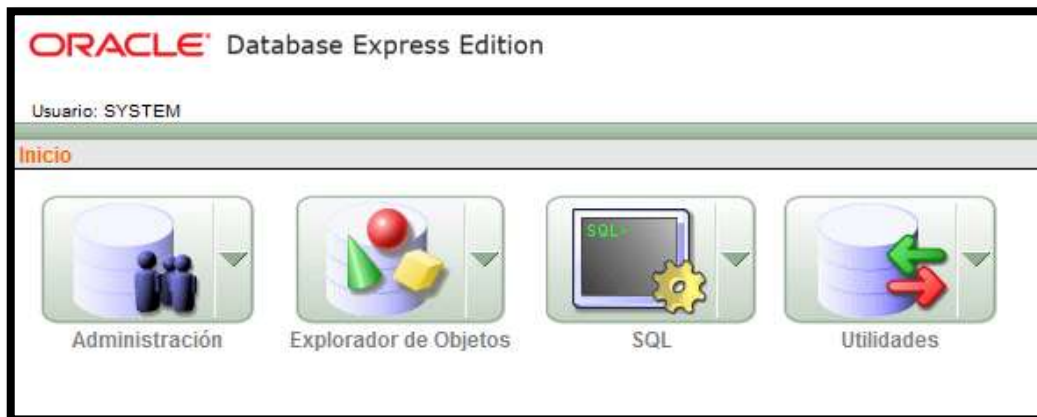 ORACLE Database Express Edition
Usuario: SYSTEM
Inicio
SQL>
Administración
Explorador de Objetos
SQL
Utilidades